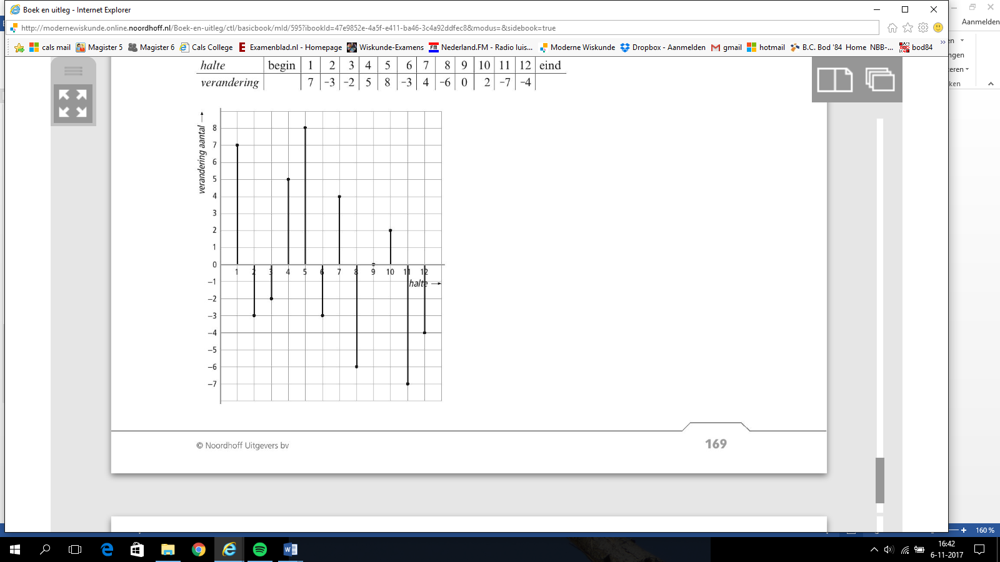 Boek en uitleg - Internet Explorer
Aanmelden
http://modernewiskunde.online.noordhoff.nl/Boek-en-uitleg/ctl/basicbook/mId/595?ibookId=47e9852e-4a5f-e411-ba46-3c4a92ddfec8&modus=&sidebook=true
cals mail Magister 5 Magister 6 Cals College Examenblad.nl - Homepage Wiskunde-Examens Nederland.FM - Radio luis... Moderne Wiskunde Dropbox - Aanmelden gmail hotmail B.C. Bod '84 Home NBB-... bod84 »
halte begin 1 2 3 4 5 6 7 8 9 10 11 12 eind
verandering 7 −3 −2 5 8 −3 4 −6 0 2 −7 −4
verandering aantal
8
7
6
5
4
3
2
1
0
1 2 3 4 5 6 7 8 9 10 11 12
−1
halte
−2
−3
−4
−5
−6
−7
© Noordhoff Uitgevers bv
169
160 %
16:42
6-11-2017